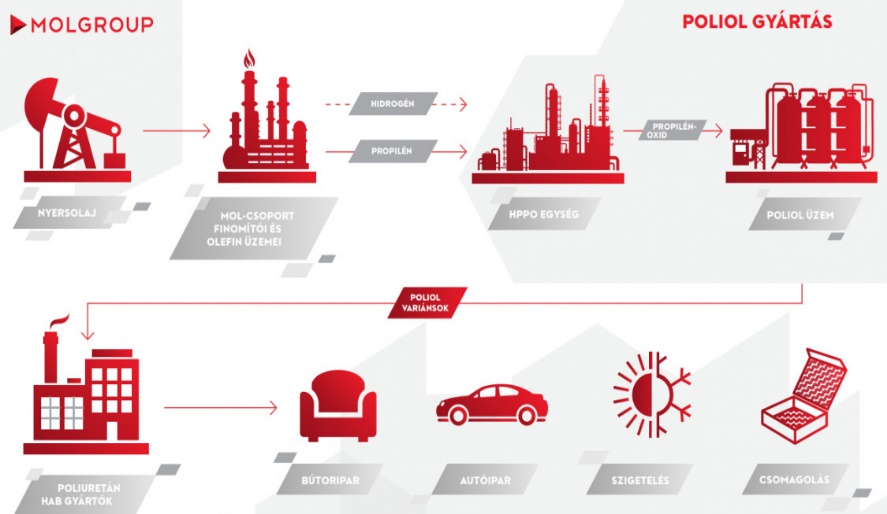 MOLGROUP
POLIOL GYÁRTÁS
HIDROGÉN
PROPILÉN
PROPILÉN-
OXID
NYERSOLAJ
MOL-CSOPORT
FINOMÍTÓI ÉS
OLEFIN ÜZEMEI
HPPO EGYSÉG
POLIOL ÜZEM
POLIOL
VARIÁNSOK
POLIURETÁN
HAB GYÁRTÓK
BÚTORIPAR
AUTÓIPAR
SZIGETELÉS
CSOMAGOLÁS